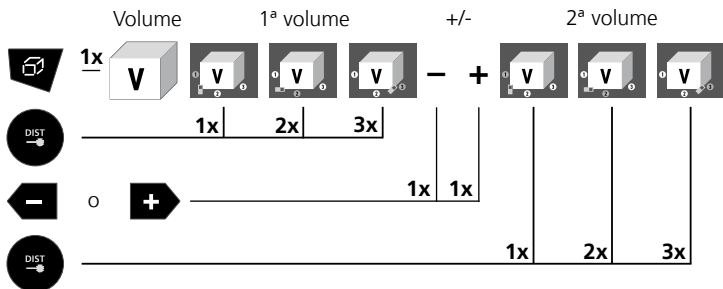 Volume 1ª volume +/- 2ª volume
1x V V V V − + V V V
DIST 1x 2x 3x
− o + 1x 1x
DIST 1x 2x 3x